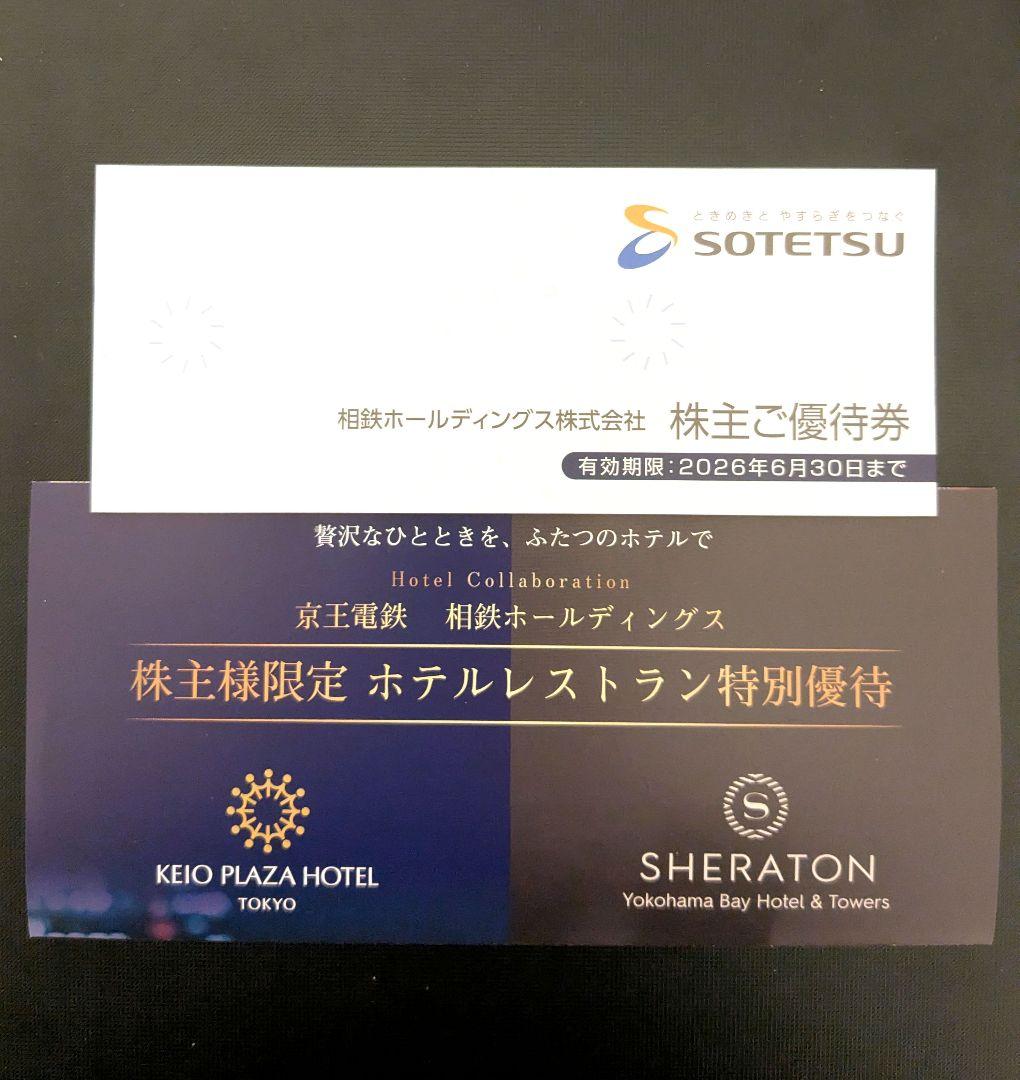 ときめきと やすらぎをつなぐ
SOTETSU
相鉄ホールディングス株式会社 株主ご優待券
有効期限:2026年6月30日まで
贅沢なひとときを、ふたつのホテルで
Hotel Collaboration
京王電鉄 相鉄ホールディングス
株主様限定 ホテルレストラン特別優待
KEIO PLAZA HOTEL
TOKYO
S
SHERATON
Yokohama Bay Hotel & Towers